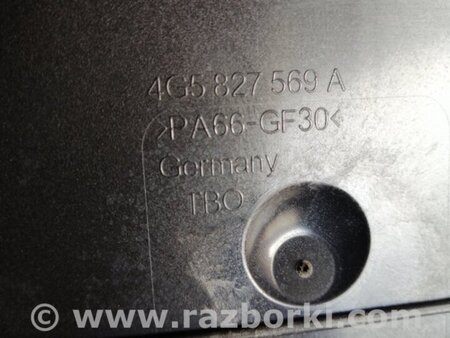 4G5 827 569 A
>PA66-GF30<
Germany
TBO
© www.razborki.com